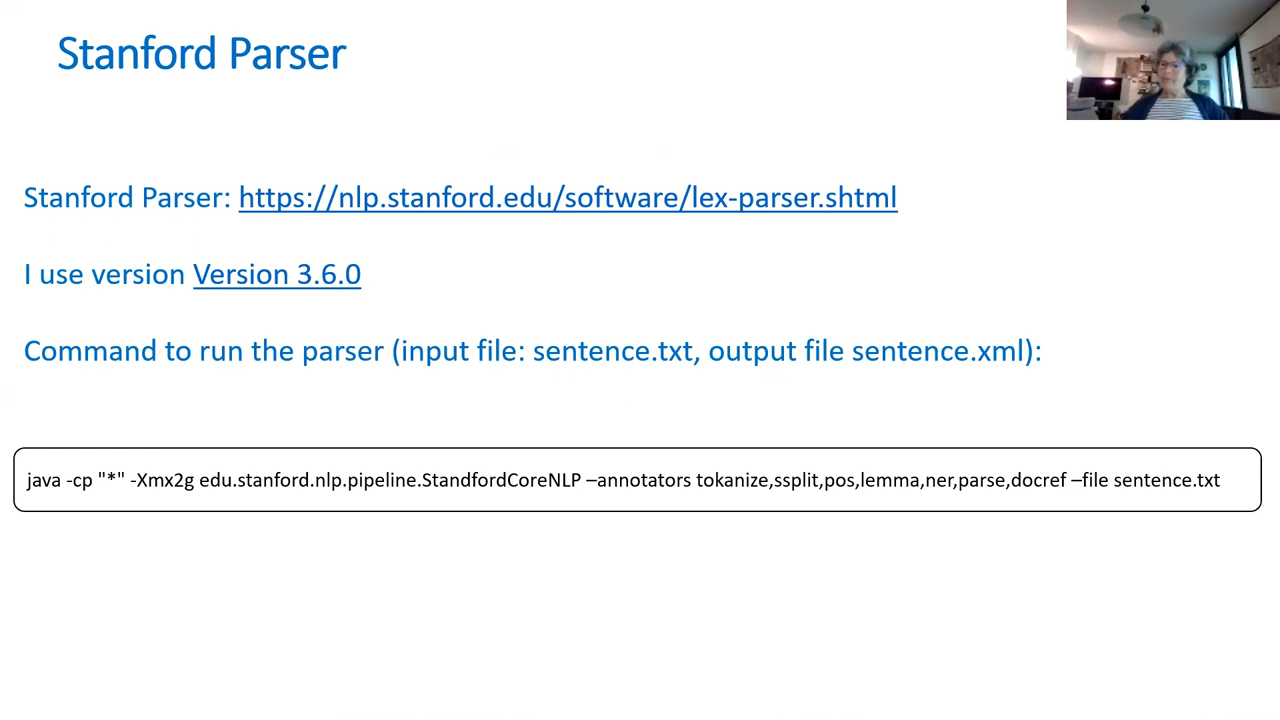 Stanford Parser
Stanford Parser: https://nlp.stanford.edu/software/lex-parser.shtml
I use version Version 3.6.0
Command to run the parser (input file: sentence.txt, output file sentence.xml):
java -cp "*" -Xmx2g edu.stanford.nlp.pipeline.StandfordCoreNLP –annotators tokanize,ssplit,pos,lemma,ner,parse,docref –file sentence.txt